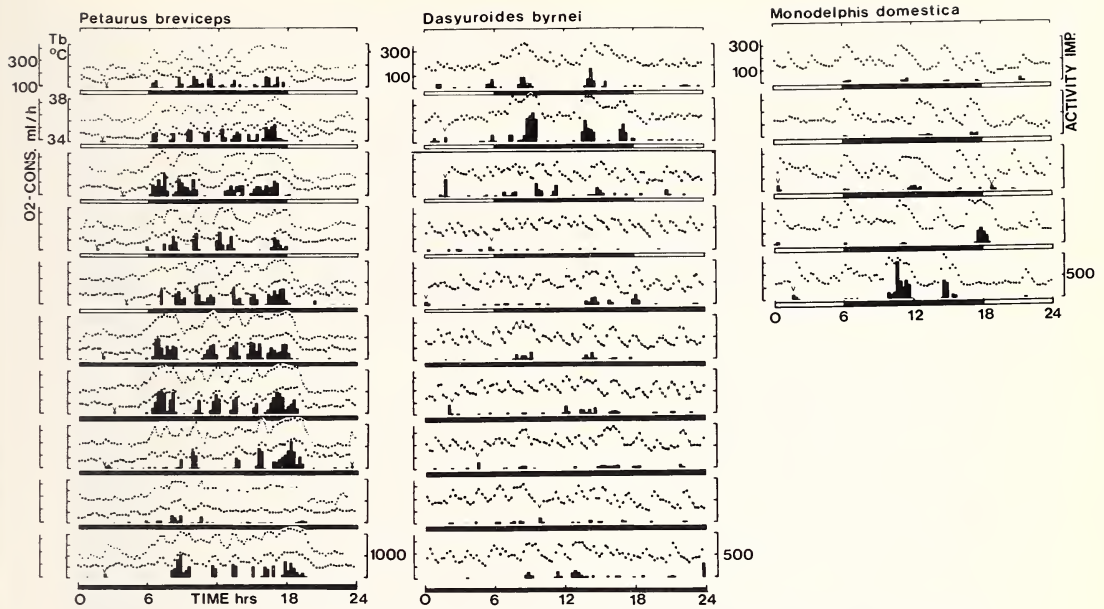 Petaurus breviceps
Dasyuroides byrnei
Monodelphis domestica
Tb
°C
300
100
38
34
ml/h
O2-CONS.
300
100
300
100
ACTIVITY IMP.
500
0 6 12 18 24
1000
500
0 6 TIME hrs 18 24
0 6 12 18 24